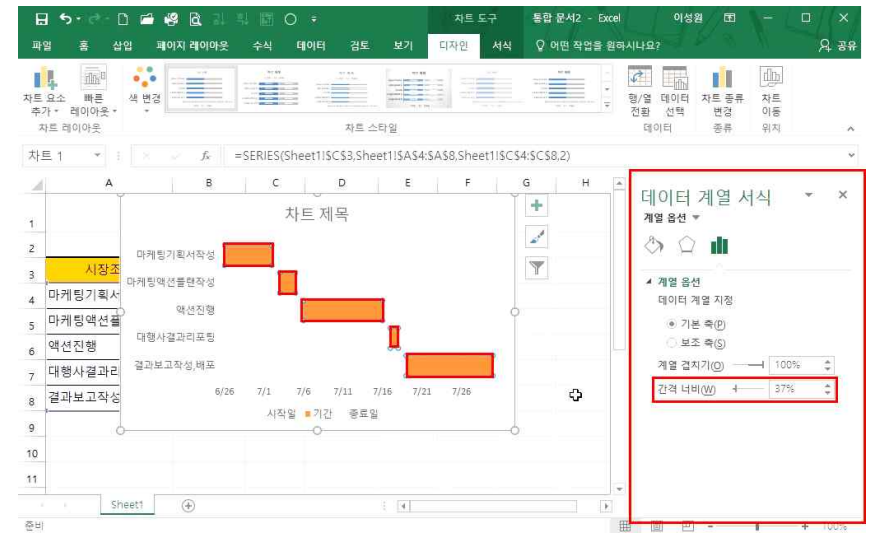 차트 도구 통합 문서2 - Excel 이성원
파일 홈 삽입 페이지 레이아웃 수식 데이터 검토 보기 디자인 서식 어떤 작업을 원하시나요? 공유
차트 요소 추가 빠른 레이아웃 색 변경 행/열 전환 데이터 선택 차트 종류 변경 차트 이동
차트 레이아웃 차트 스타일 데이터 종류 위치
차트 1 fx =SERIES(Sheet1!$C$3,Sheet1!$A$4:$A$8,Sheet1!$C$4:$C$8,2)
A B C D E F G H
1
2
3 시장조
4 마케팅기획서
5 마케팅액션플
6 액션진행
7 대행사결과리
8 결과보고작성
9
10
11
차트 제목
마케팅기획서작성
마케팅액션플랜작성
액션진행
대행사결과리포팅
결과보고작성,배포
6/26 7/1 7/6 7/11 7/16 7/21 7/26
시작일 기간 종료일
데이터 계열 서식
계열 옵션
계열 옵션
데이터 계열 지정
기본 축(P)
보조 축(S)
계열 겹치기(O) 100%
간격 너비(W) 37%
Sheet1
준비 100%